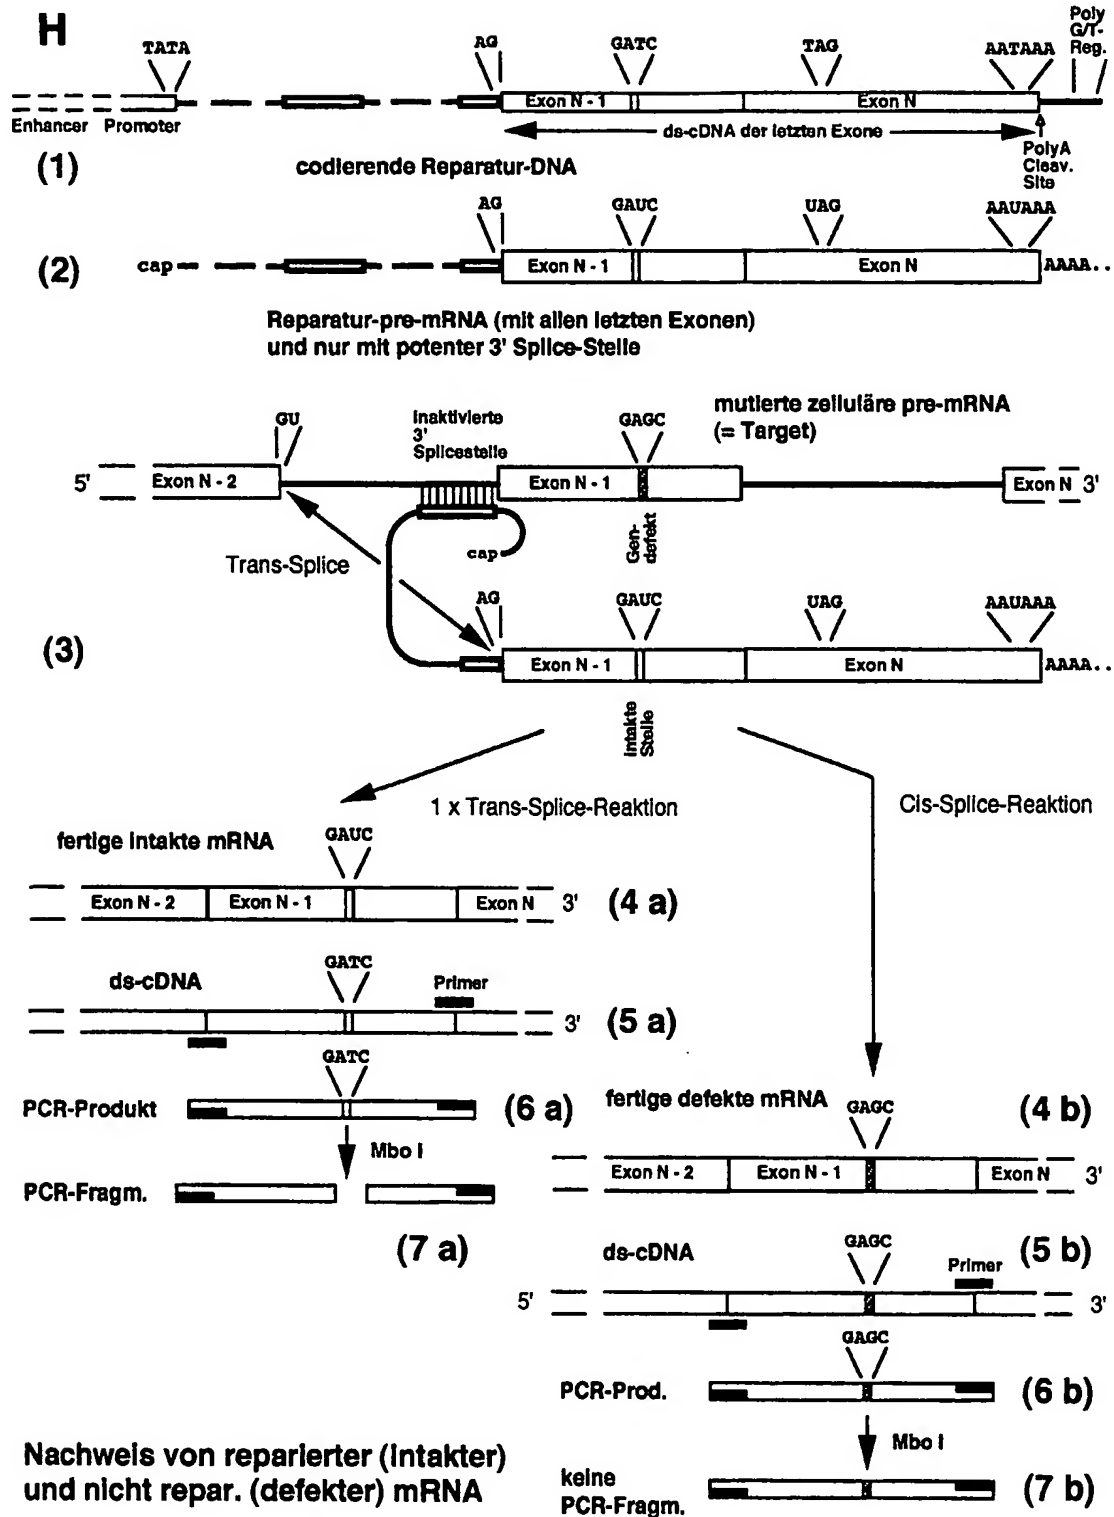 H
TATA
AG
GATC
TAG
AATAAA
Poly
G/T-
Reg.
Exon N - 1
Exon N
Enhancer Promoter
ds-cDNA der letzten Exone
PolyA
Cleav.
Site
(1)
codierende Reparatur-DNA
AG
GAUC
UAG
AAUAAA
(2)
cap
Exon N - 1
Exon N
AAAA..
Reparatur-pre-mRNA (mit allen letzten Exonen)
und nur mit potenter 3' Splice-Stelle
GU
inaktivierte
3'
Splicestelle
GAGC
mutierte zelluläre pre-mRNA
(= Target)
5'
Exon N - 2
Exon N - 1
Exon N
3'
cap
Gen-
defekt
Trans-Splice
AG
GAUC
UAG
AAUAAA
(3)
Exon N - 1
Exon N
AAAA..
intakte
Stelle
1 x Trans-Splice-Reaktion
Cis-Splice-Reaktion
fertige intakte mRNA
GAUC
Exon N - 2
Exon N - 1
Exon N
3'
(4 a)
ds-cDNA
GATC
Primer
3'
(5 a)
GATC
PCR-Produkt
(6 a)
Mbo I
PCR-Fragm.
(7 a)
fertige defekte mRNA
GAGC
(4 b)
Exon N - 2
Exon N - 1
Exon N
3'
ds-cDNA
GAGC
(5 b)
Primer
5'
3'
GAGC
PCR-Prod.
(6 b)
Mbo I
keine
PCR-Fragm.
(7 b)
Nachweis von reparierter (intakter)
und nicht repar. (defekter) mRNA